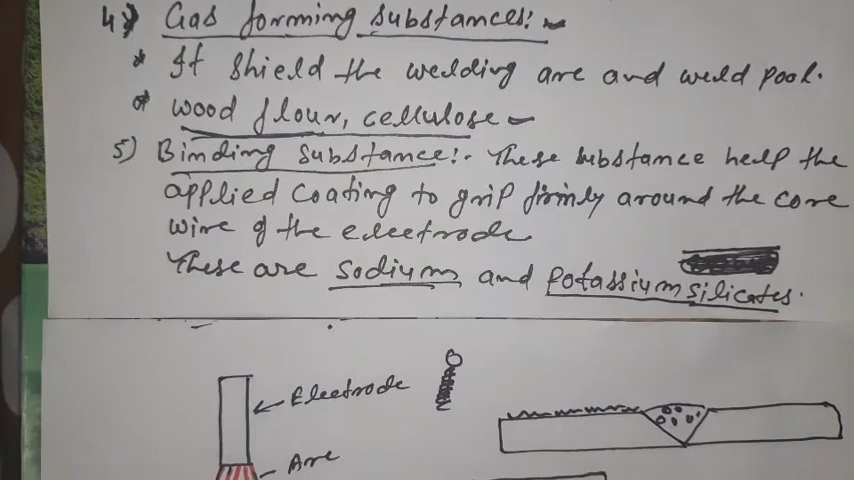 4) Gas forming substances:-
* It shield the welding arc and weld pool.
* wood flour, cellulose -
5) Binding substance:- These substance help the
applied coating to grip firmly around the core
wire of the electrode
These are sodium and potassium silicates.
Electrode
Arc